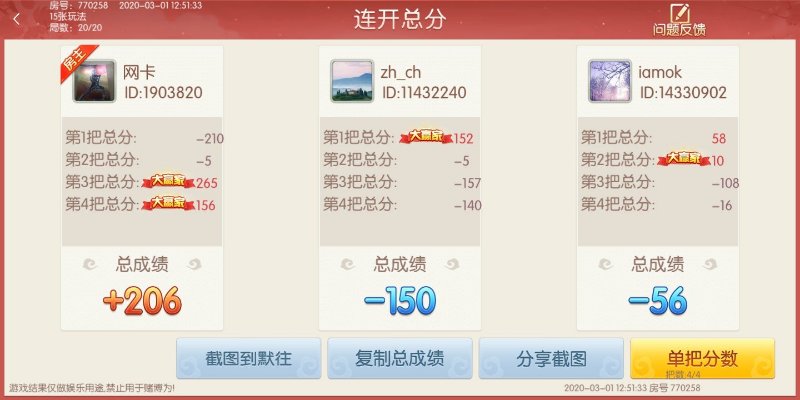 房号：770258 2020-03-01 12:51:33
15张玩法
周数：20/20
连开总分
问题反馈
房主
网卡
ID:1903820
第1把总分: -210
第2把总分: -5
第3把总分: 大赢家 265
第4把总分: 大赢家 156
总成绩
+206
zh_ch
ID:11432240
第1把总分: 大赢家 152
第2把总分: -5
第3把总分: -157
第4把总分: -140
总成绩
-150
iamok
ID:14330902
第1把总分: 58
第2把总分: 大赢家 10
第3把总分: -108
第4把总分: -16
总成绩
-56
截图到默往
复制总成绩
分享截图
单把分数
把数:4/4
游戏结果仅做娱乐用途,禁止用于赌博为!
2020-03-01 12:51:33 房号 770258